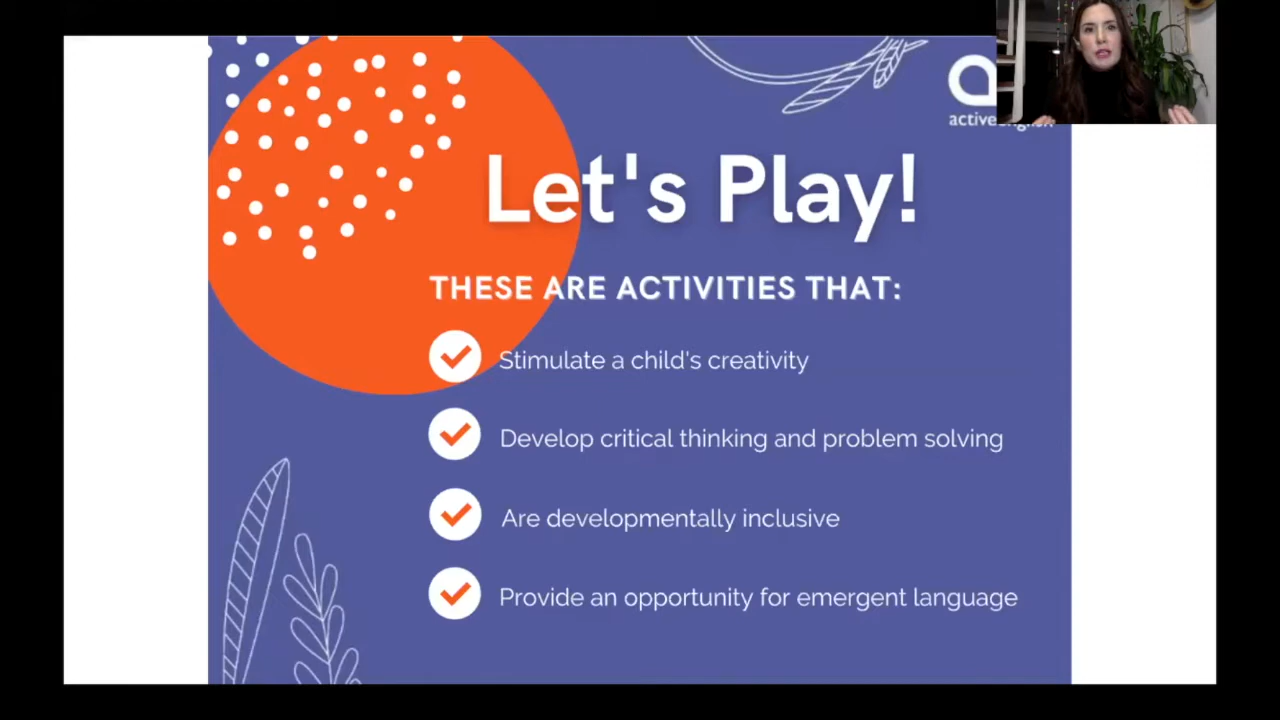 active
Let's Play!
THESE ARE ACTIVITIES THAT:
Stimulate a child's creativity
Develop critical thinking and problem solving
Are developmentally inclusive
Provide an opportunity for emergent language